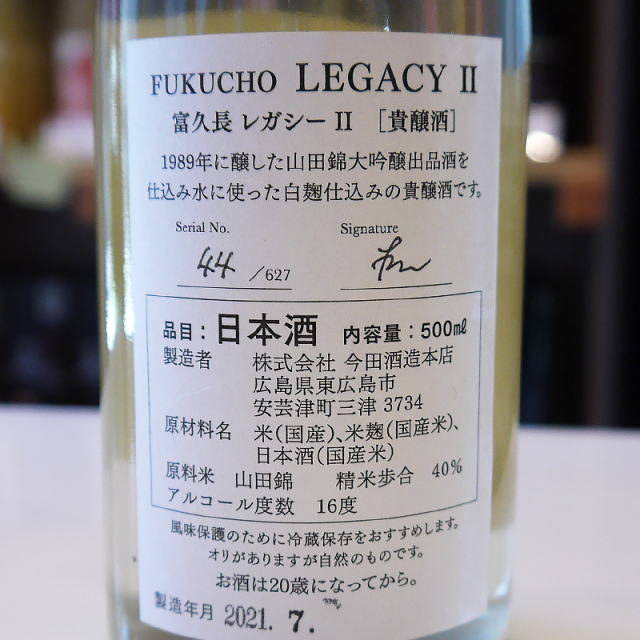 FUKUCHO LEGACY II
富久長 レガシー II [貴醸酒]
1989年に醸した山田錦大吟醸出品酒を
仕込み水に使った白麹仕込みの貴醸酒です。
Serial No. Signature
44 /627
品目：日本酒 内容量：500mℓ
製造者 株式会社 今田酒造本店
広島県東広島市
安芸津町三津 3734
原材料名 米(国産)、米麹(国産米)、
日本酒(国産米)
原料米 山田錦 精米歩合 40%
アルコール度数 16度
風味保護のために冷蔵保存をおすすめします。
オリがありますが自然のものです。
お酒は20歳になってから。
製造年月 2021. 7.